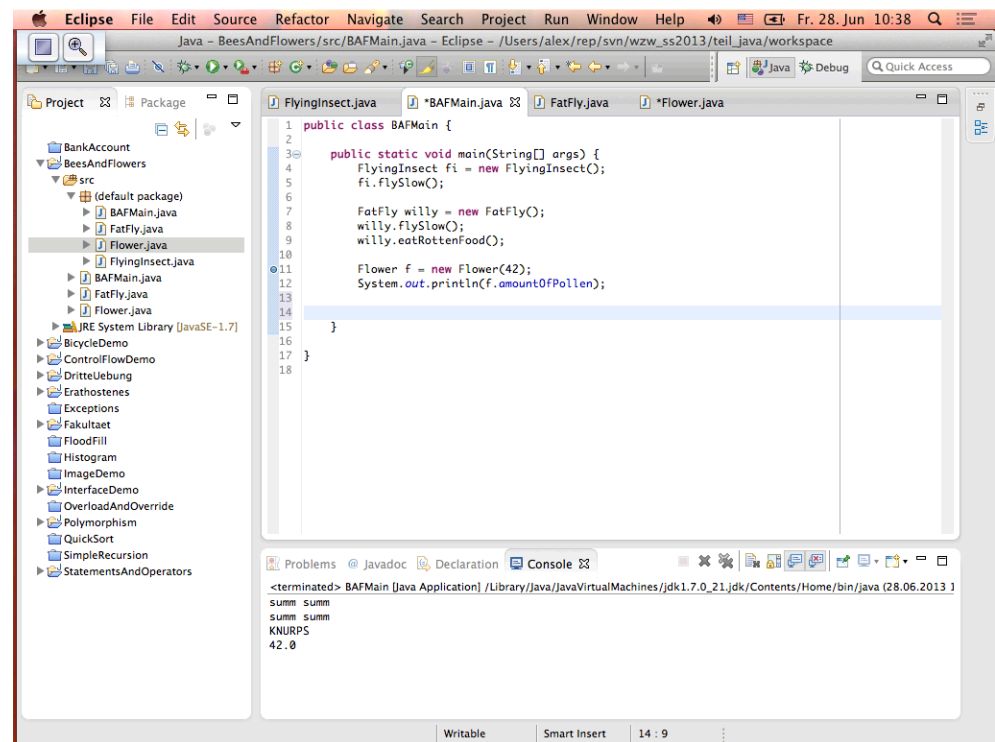 Eclipse File Edit Source Refactor Navigate Search Project Run Window Help Fr. 28. Jun 10:38
Java – BeesAndFlowers/src/BAFMain.java – Eclipse – /Users/alex/rep/svn/wzw_ss2013/teil_java/workspace
Java Debug Quick Access
Project Package
BankAccount
BeesAndFlowers
src
(default package)
BAFMain.java
FatFly.java
Flower.java
FlyingInsect.java
BAFMain.java
FatFly.java
Flower.java
JRE System Library [JavaSE-1.7]
BicycleDemo
ControlFlowDemo
DritteUebung
Erathostenes
Exceptions
Fakultaet
FloodFill
Histogram
ImageDemo
InterfaceDemo
OverloadAndOverride
Polymorphism
QuickSort
SimpleRecursion
StatementsAndOperators
FlyingInsect.java *BAFMain.java FatFly.java *Flower.java
1 public class BAFMain {
2
3 public static void main(String[] args) {
4 FlyingInsect fi = new FlyingInsect();
5 fi.flySlow();
6
7 FatFly willy = new FatFly();
8 willy.flySlow();
9 willy.eatRottenFood();
10
11 Flower f = new Flower(42);
12 System.out.println(f.amountOfPollen);
13
14
15 }
16
17 }
18
Problems @ Javadoc Declaration Console
<terminated> BAFMain [Java Application] /Library/Java/JavaVirtualMachines/jdk1.7.0_21.jdk/Contents/Home/bin/java (28.06.2013 1
summ summ
summ summ
KNURPS
42.0
Writable Smart Insert 14 : 9